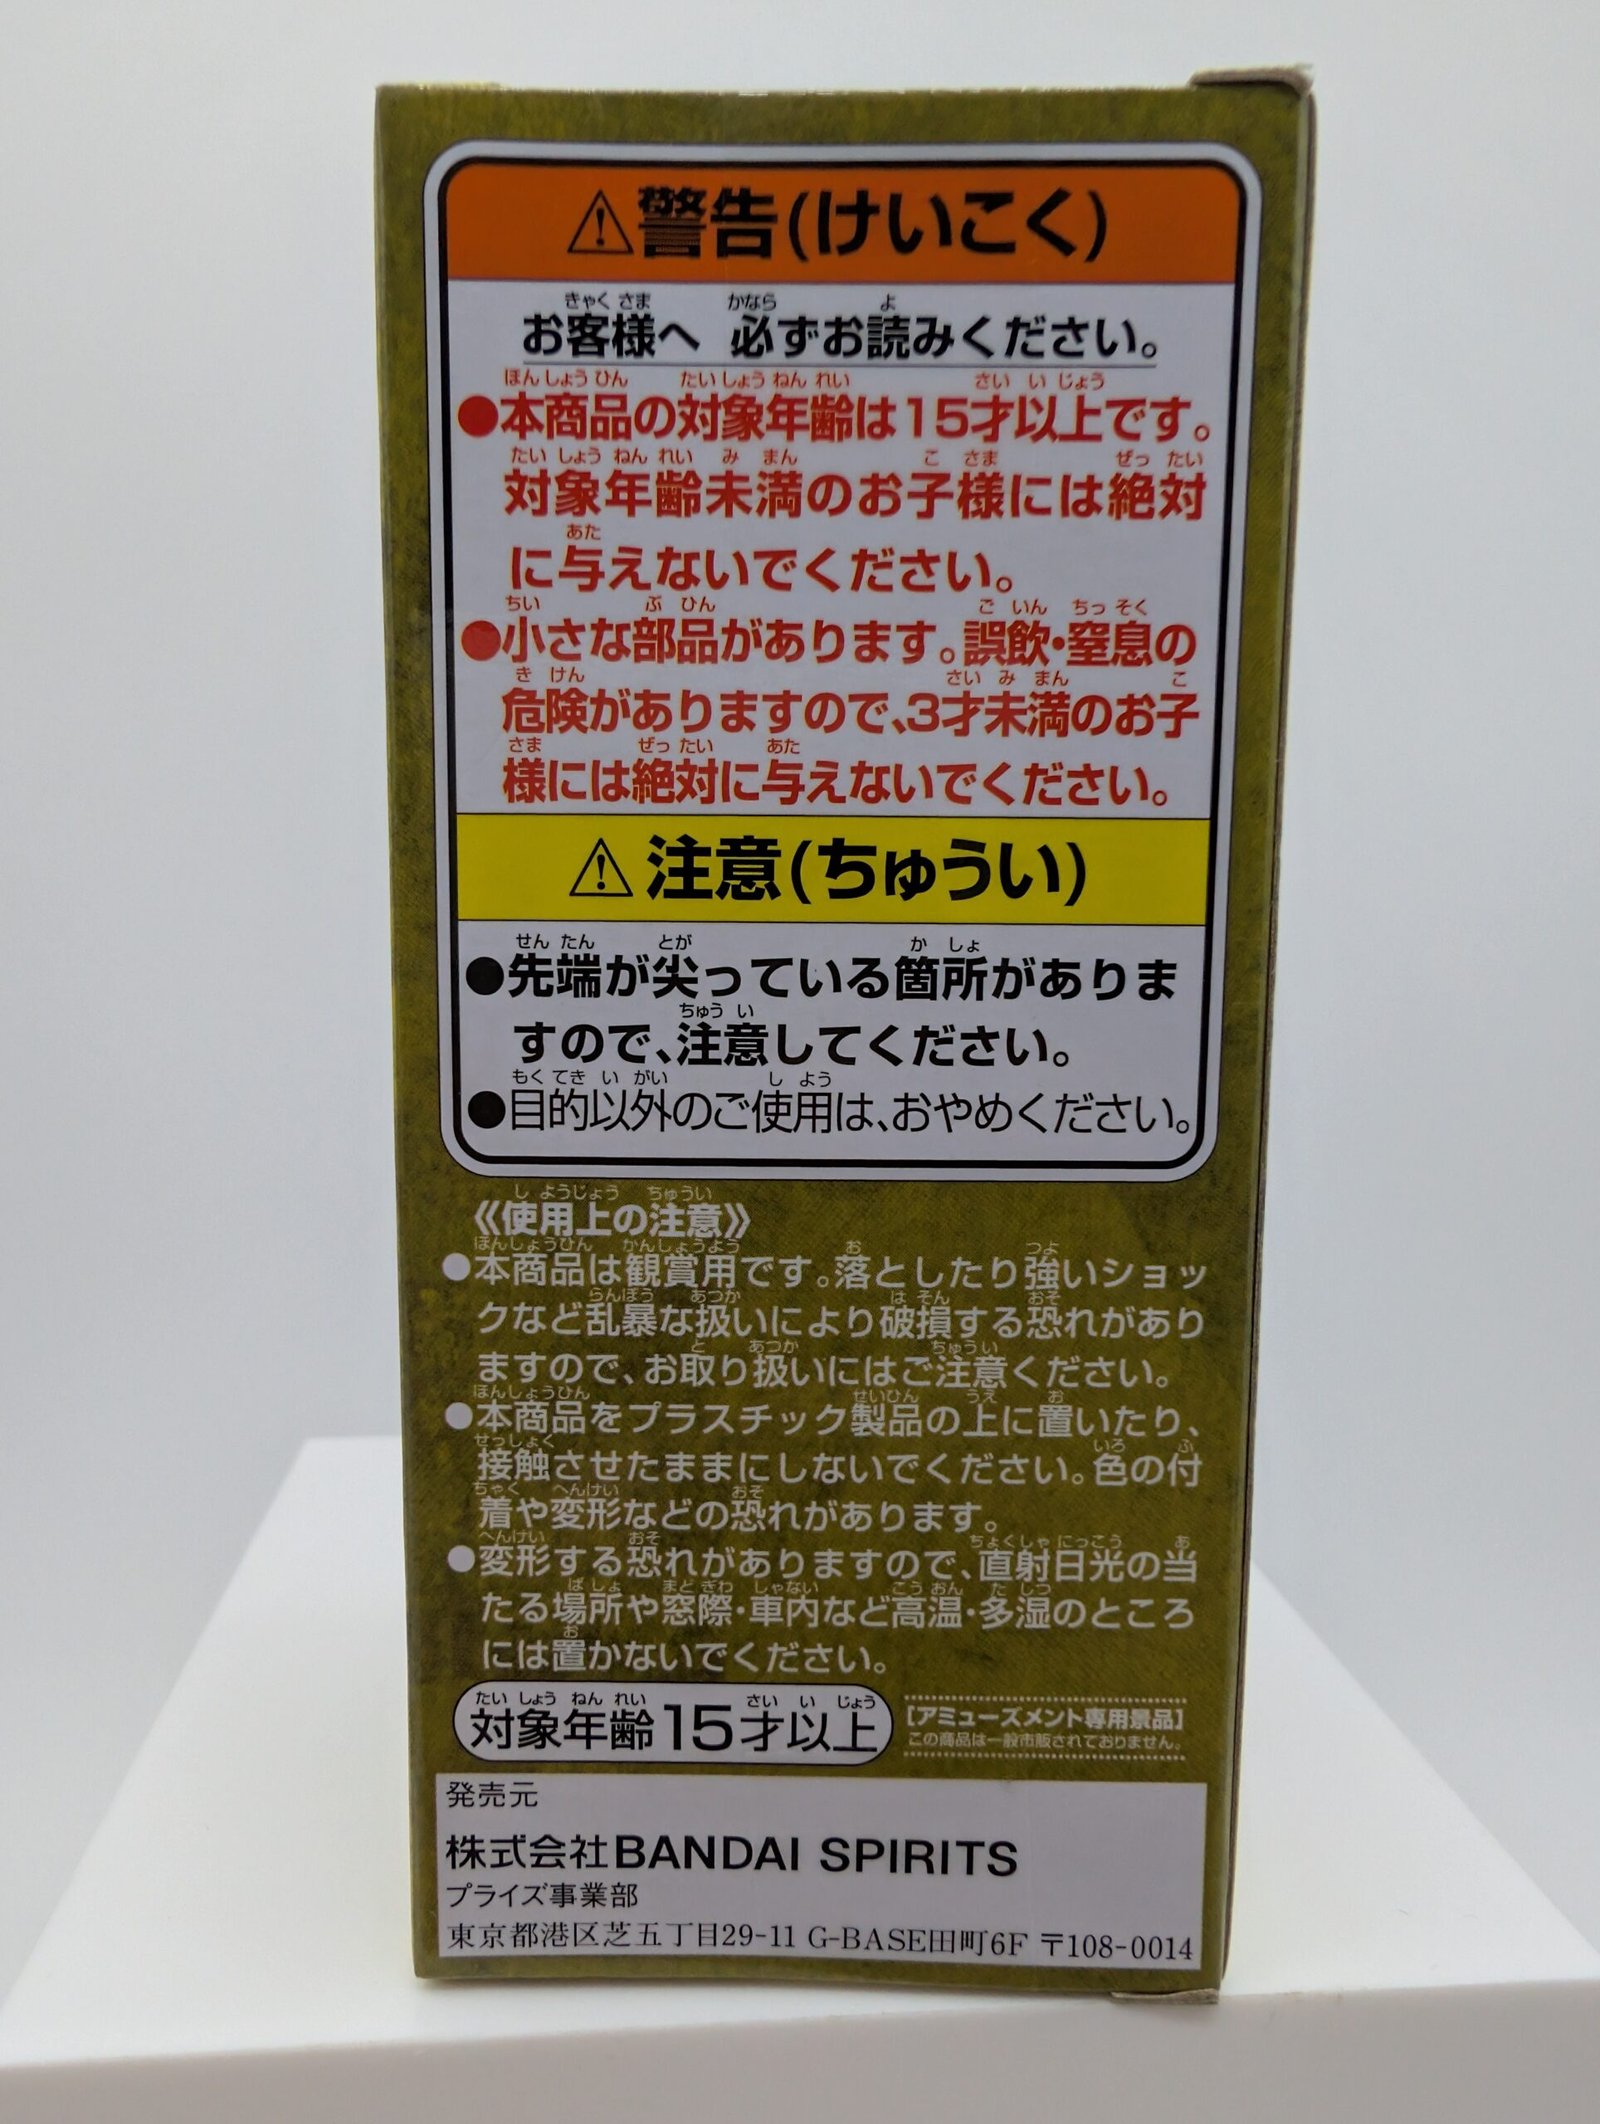 ⚠警告(けいこく)
お客様へ 必ずお読みください。
●本商品の対象年齢は15才以上です。
対象年齢未満のお子様には絶対
に与えないでください。
●小さな部品があります。誤飲・窒息の
危険がありますので、3才未満のお子
様には絶対に与えないでください。
⚠注意(ちゅうい)
●先端が尖っている箇所がありま
すので、注意してください。
●目的以外のご使用は、おやめください。
《使用上の注意》
●本商品は観賞用です。落としたり強いショッ
クなど乱暴な扱いにより破損する恐れがあり
ますので、お取り扱いにはご注意ください。
●本商品をプラスチック製品の上に置いたり、
接触させたままにしないでください。色の付
着や変形などの恐れがあります。
●変形する恐れがありますので、直射日光の当
たる場所や窓際・車内など高温・多湿のところ
には置かないでください。
対象年齢15才以上
[アミューズメント専用景品]
この商品は一般市販されておりません。
発売元
株式会社BANDAI SPIRITS
プライズ事業部
東京都港区芝五丁目29-11 G-BASE田町6F 〒108-0014